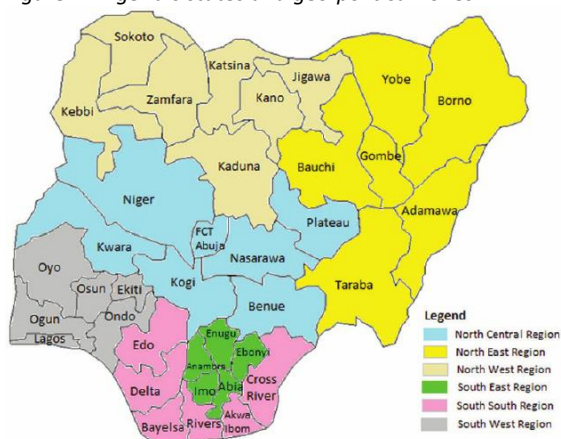 Sokoto
Katsina
Jigawa
Yobe
Borno
Kebbi
Zamfara
Kano
Kaduna
Bauchi
Gombe
Adamawa
Niger
FCT
Abuja
Plateau
Kwara
Nasarawa
Oyo
Kogi
Taraba
Osun
Ekiti
Benue
Ogun
Ondo
Lagos
Edo
Enugu
Ebonyi
Anambra
Imo
Abia
Cross
River
Delta
Bayelsa
Rivers
Akwa
Ibom
Legend
North Central Region
North East Region
North West Region
South East Region
South South Region
South West Region